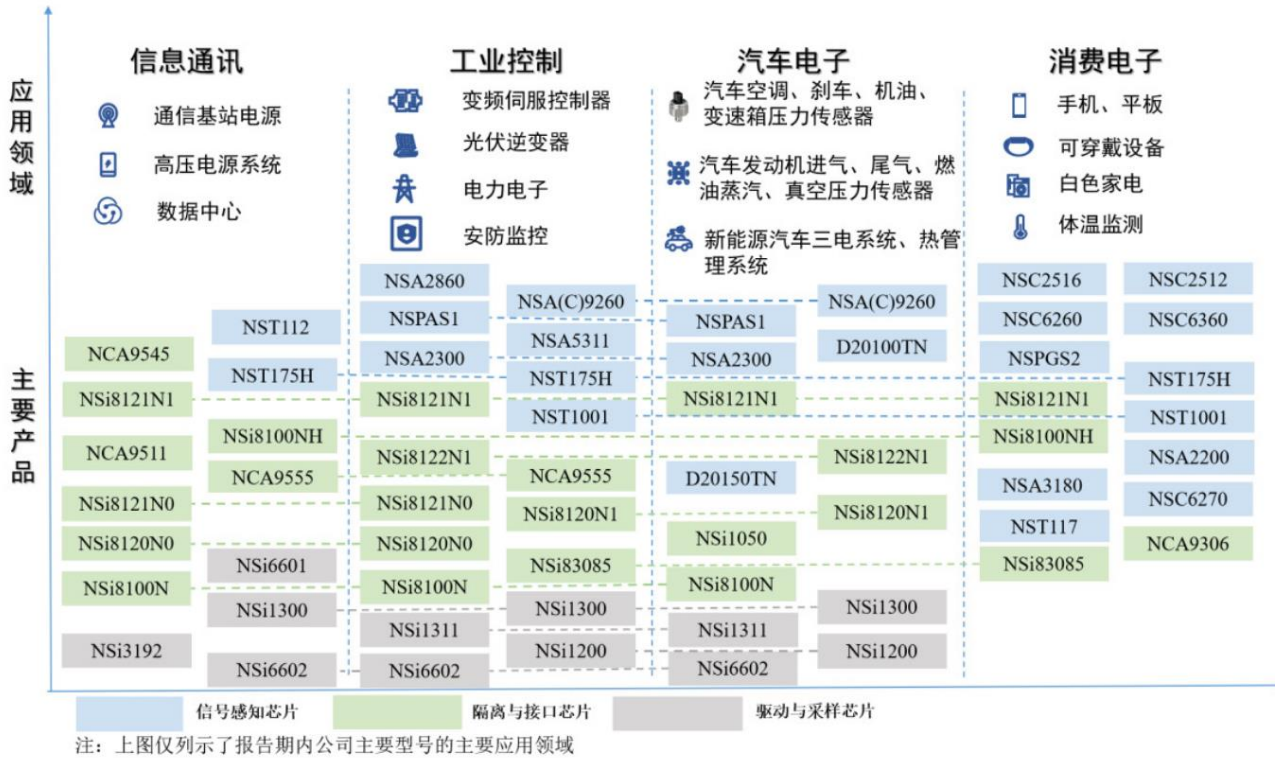 应用领域
信息通讯
通信基站电源
高压电源系统
数据中心
工业控制
变频伺服控制器
光伏逆变器
电力电子
安防监控
汽车电子
汽车空调、刹车、机油、
变速箱压力传感器
汽车发动机进气、尾气、燃
油蒸汽、真空压力传感器
新能源汽车三电系统、热管
理系统
消费电子
手机、平板
可穿戴设备
白色家电
体温监测
主要产品
NST112
NCA9545
NST175H
NSi8121N1
NSi8100NH
NCA9511
NCA9555
NSi8121N0
NSi8120N0
NSi6601
NSi8100N
NSi1300
NSi3192
NSi6602
NSA2860
NSA(C)9260
NSPAS1
NSA5311
NSA2300
NST175H
NSi8121N1
NST1001
NSi8122N1
NCA9555
NSi8121N0
NSi8120N1
NSi8120N0
NSi83085
NSi8100N
NSi1300
NSi1311
NSi1200
NSi6602
NSA(C)9260
NSPAS1
D20100TN
NSA2300
NSi8121N1
NSi8122N1
D20150TN
NSi8120N1
NSi1050
NSi8100N
NSi1300
NSi1311
NSi1200
NSi6602
NSC2516
NSC2512
NSC6260
NSC6360
NSPGS2
NST175H
NSi8121N1
NST1001
NSi8100NH
NSA2200
NSA3180
NSC6270
NST117
NCA9306
NSi83085
信号感知芯片
隔离与接口芯片
驱动与采样芯片
注：上图仅列示了报告期内公司主要型号的主要应用领域